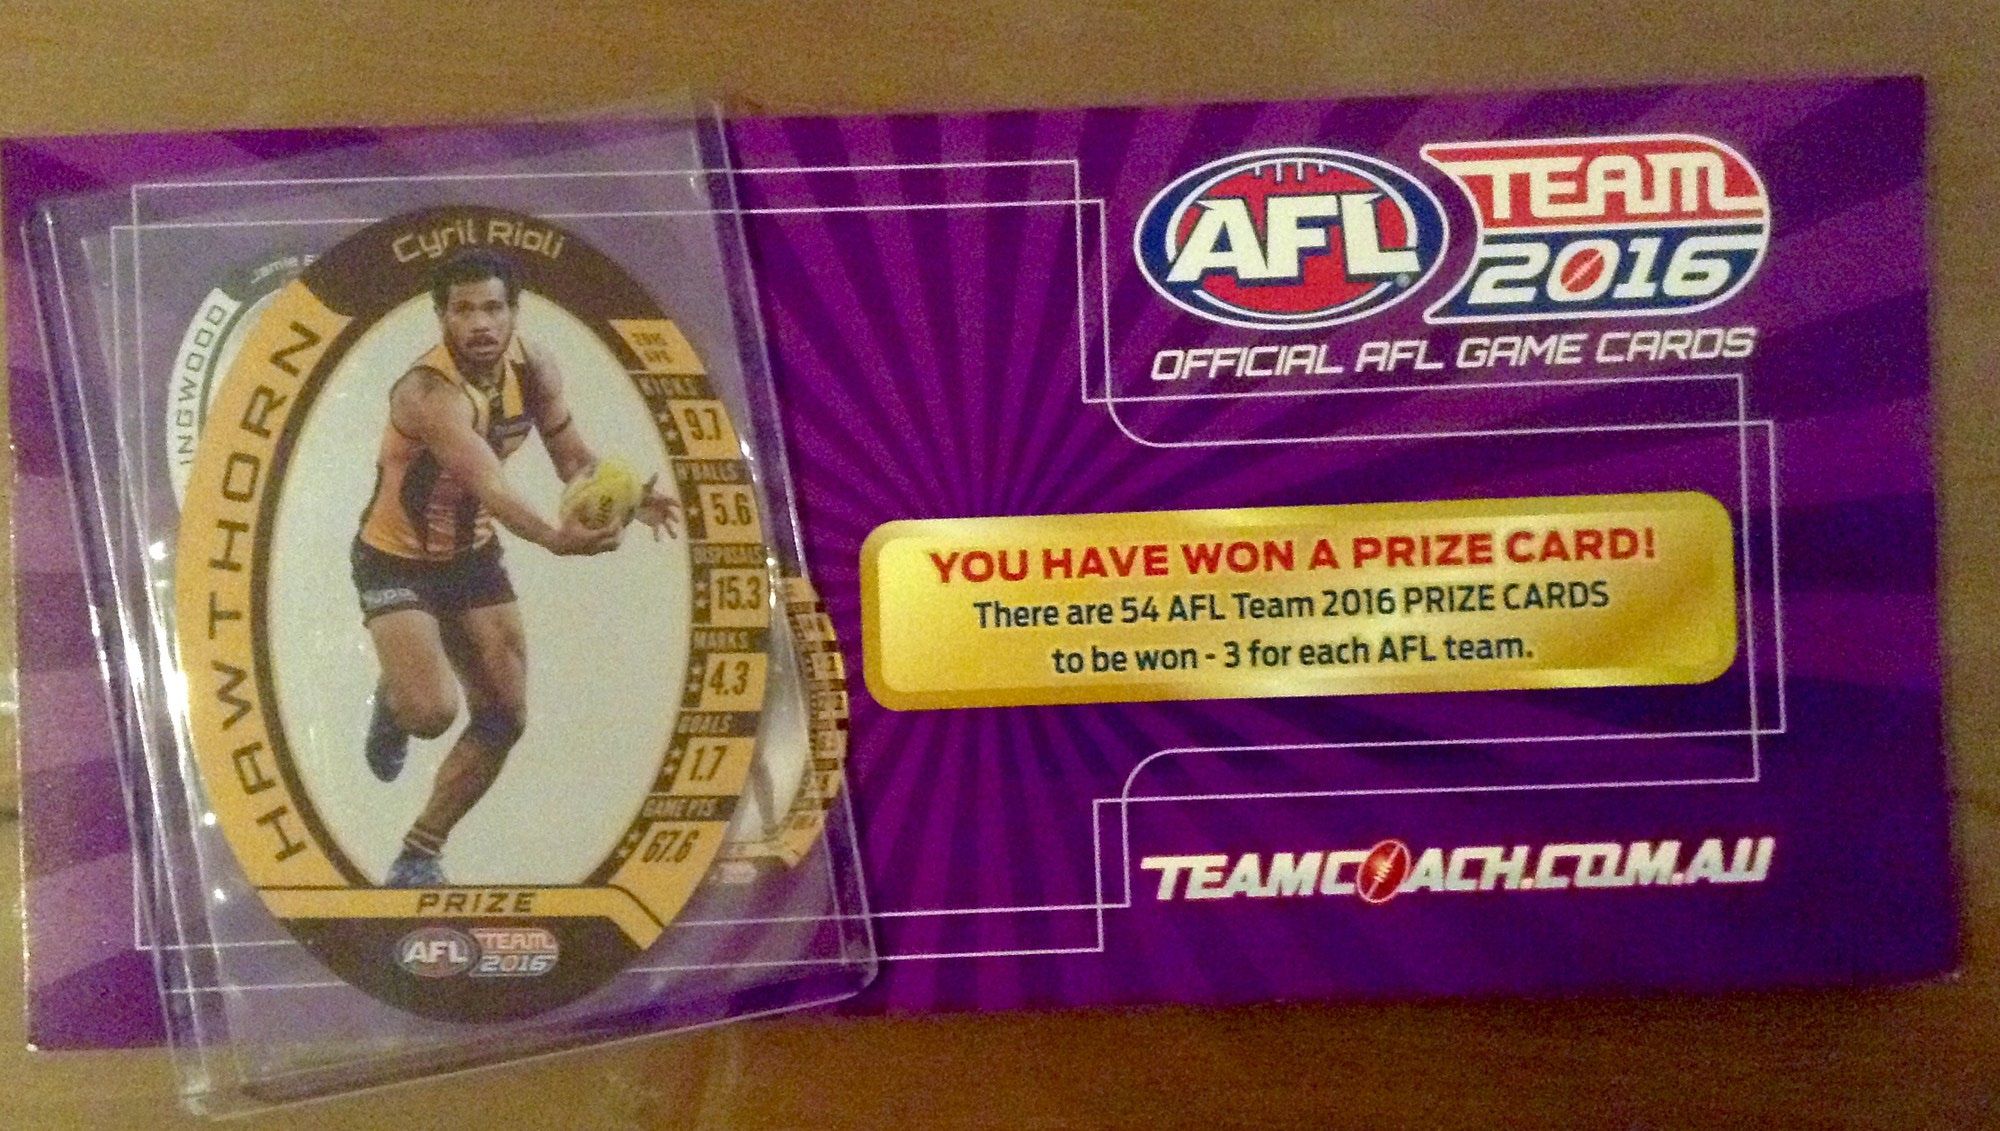 Cyril Rioli
HAWTHORN
INGWOOD
2015
AVG
KICKS
9.7
H'BALLS
5.6
DISPOSALS
15.3
MARKS
4.3
GOALS
1.7
GAME PTS
67.6
PRIZE
AFL TEAM
2016
AFL TEAM
2016
OFFICIAL AFL GAME CARDS
YOU HAVE WON A PRIZE CARD!
There are 54 AFL Team 2016 PRIZE CARDS
to be won - 3 for each AFL team.
TEAMCOACH.COM.AU